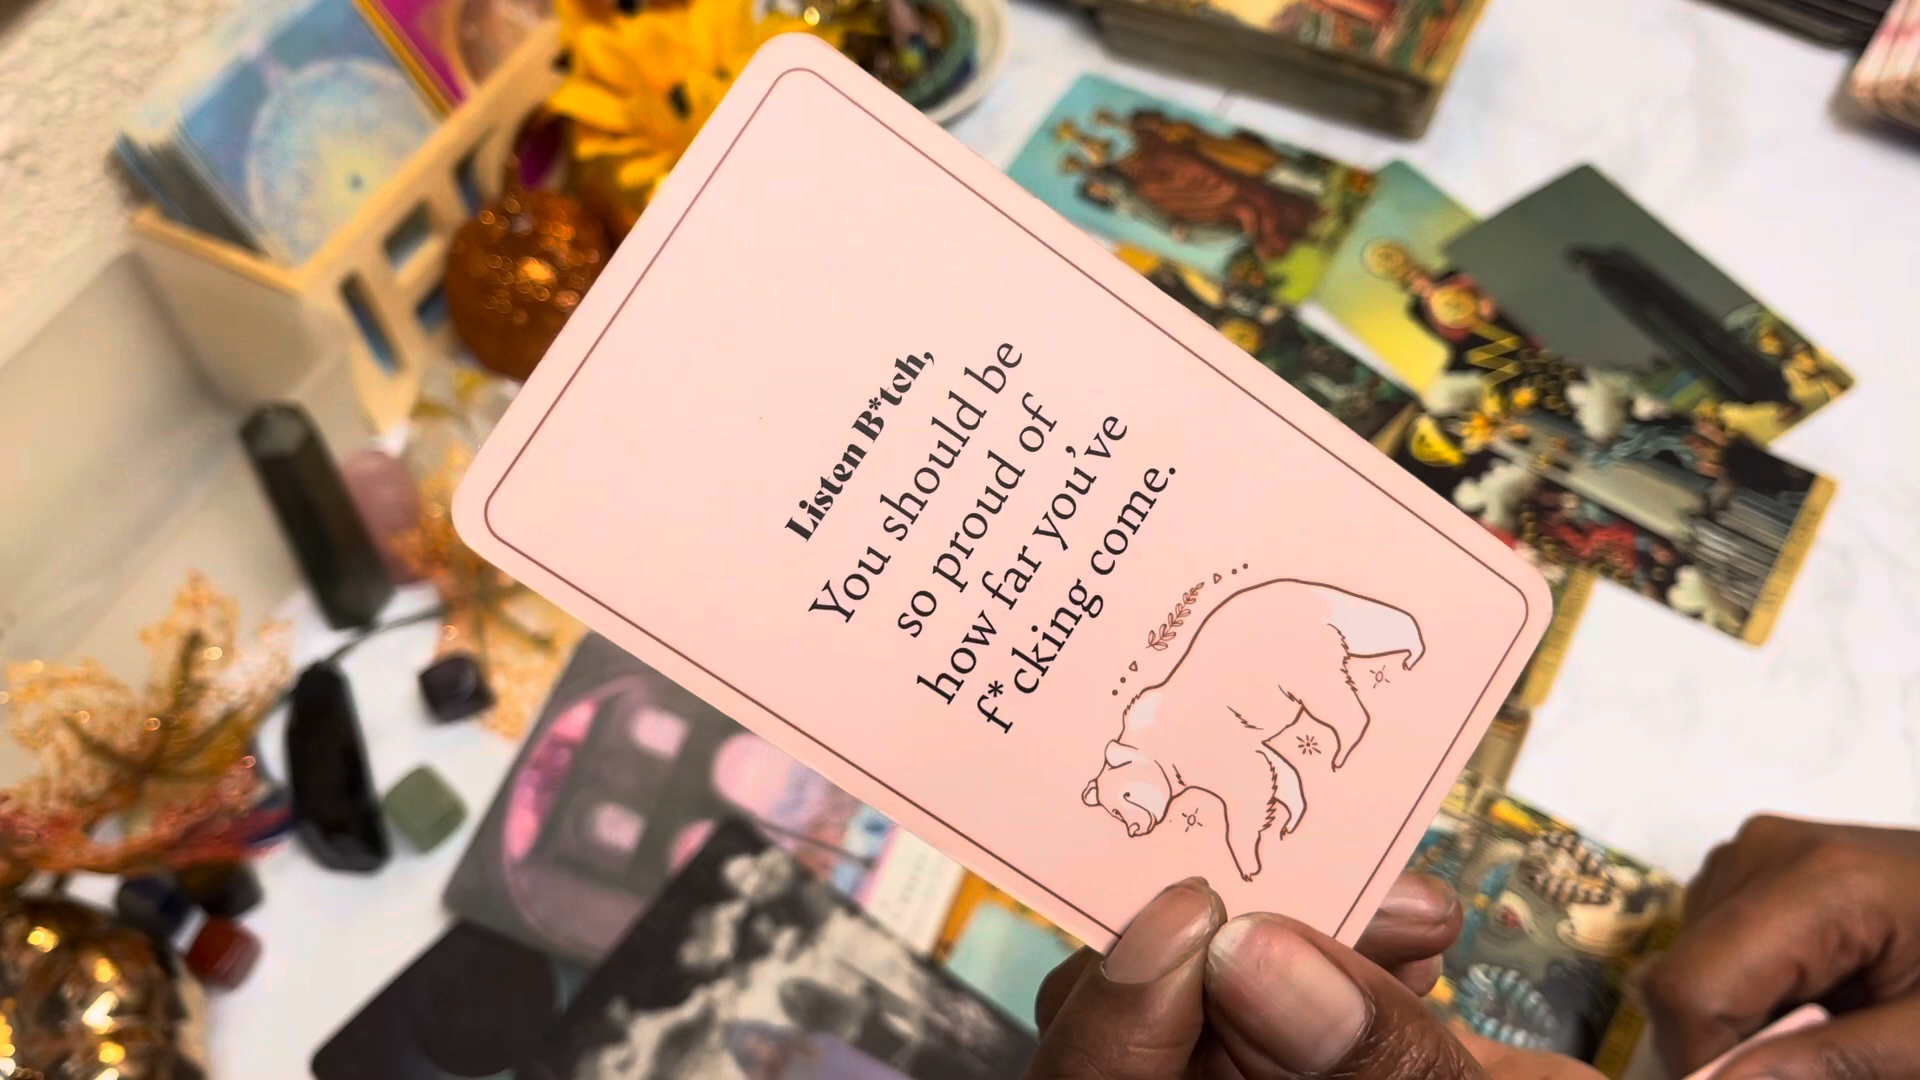 Listen B*tch,
You should be
so proud of
how far you've
f*cking come.